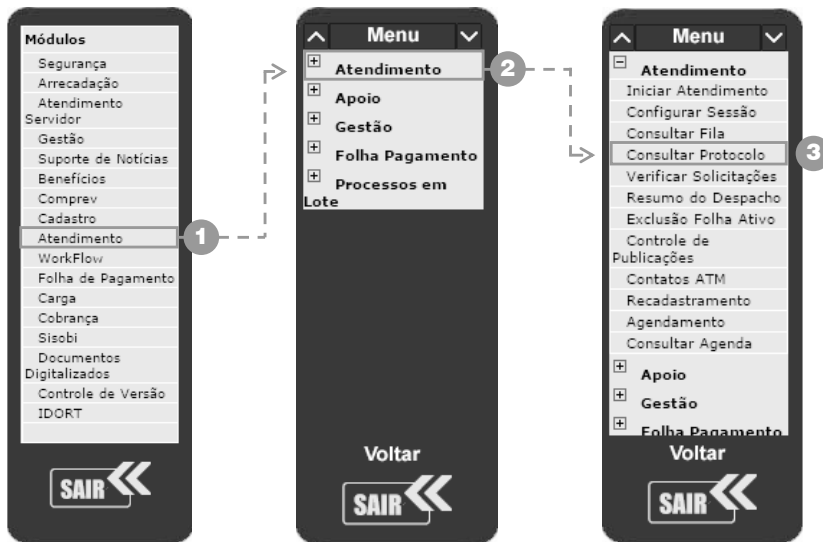 Módulos
Segurança
Arrecadação
Atendimento
Servidor
Gestão
Suporte de Notícias
Benefícios
Comprev
Cadastro
Atendimento
WorkFlow
Folha de Pagamento
Carga
Cobrança
Sisobi
Documentos
Digitalizados
Controle de Versão
IDORT
SAIR
1
Menu
Atendimento
Apoio
Gestão
Folha Pagamento
Processos em
Lote
Voltar
SAIR
2
Menu
Atendimento
Iniciar Atendimento
Configurar Sessão
Consultar Fila
Consultar Protocolo
Verificar Solicitações
Resumo do Despacho
Exclusão Folha Ativo
Controle de
Publicações
Contatos ATM
Recadastramento
Agendamento
Consultar Agenda
Apoio
Gestão
Folha Pagamento
Voltar
SAIR
3